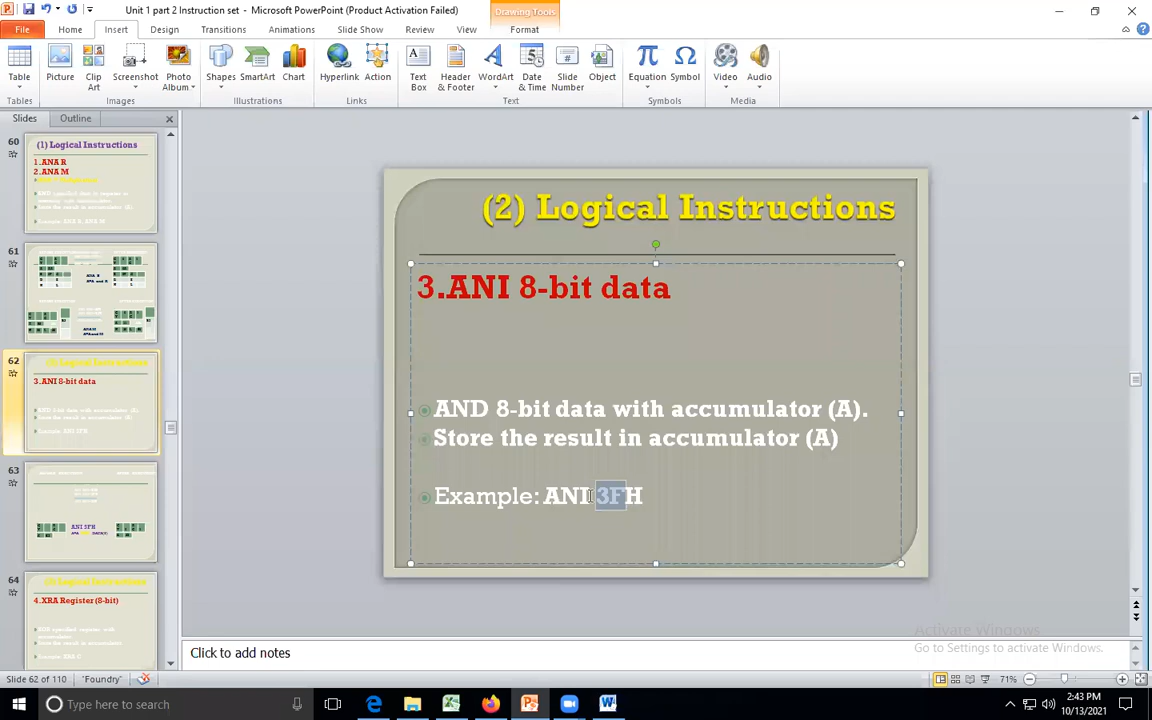 Unit 1 part 2 Instruction set - Microsoft PowerPoint (Product Activation Failed)
Drawing Tools
File Home Insert Design Transitions Animations Slide Show Review View Format
Table Picture Clip Art Screenshot Photo Album Shapes SmartArt Chart Hyperlink Action Text Box Header & Footer WordArt Date & Time Slide Number Object Equation Symbol Video Audio
Tables Images Illustrations Links Text Symbols Media
Slides Outline
60
(1) Logical Instructions
1.ANA R
2.ANA M
61
62
3.ANI 8-bit data
63
ANI 3FH
64
4.XRA Register (8-bit)
(2) Logical Instructions
3.ANI 8-bit data
AND 8-bit data with accumulator (A).
Store the result in accumulator (A)
Example: ANI 3FH
Activate Windows
Go to Settings to activate Windows.
Click to add notes
Slide 62 of 110 "Foundry" 71%
Type here to search
2:43 PM
10/13/2021